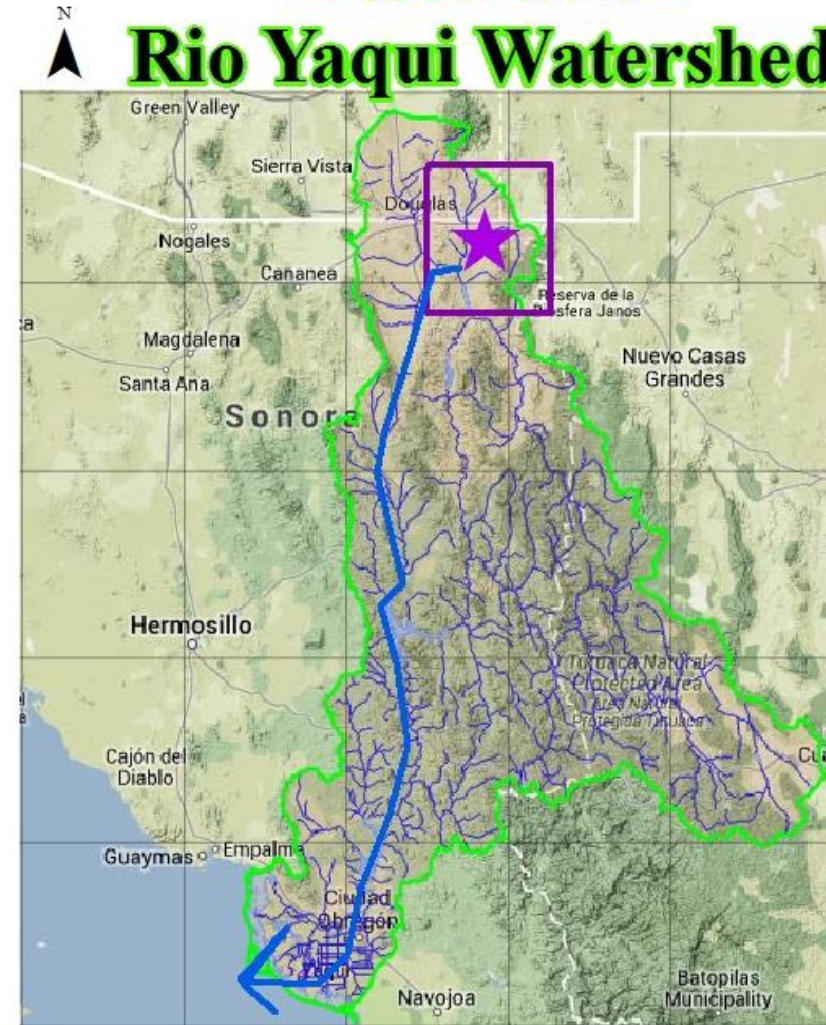 N
Rio Yaqui Watershed
Green Valley
Sierra Vista
Douglas
Nogales
Cananea
Reserva de la
Biosfera Janos
Magdalena
Nuevo Casas
Grandes
Santa Ana
Sonora
Hermosillo
Tutuaca Natural
Protected Area
Area Natural
Protegida Tutuaca
Cajón del
Diablo
Guaymas
Empalme
Ciudad
Obregón
Yaqui
Navojoa
Batopilas
Municipality